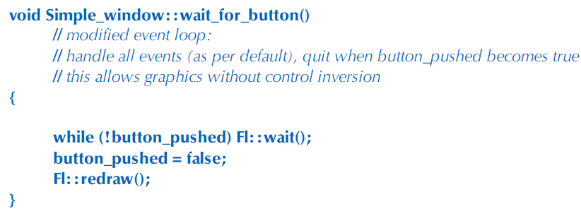 void Simple_window::wait_for_button()
// modified event loop:
// handle all events (as per default), quit when button_pushed becomes true
// this allows graphics without control inversion
{
while (!button_pushed) Fl::wait();
button_pushed = false;
Fl::redraw();
}